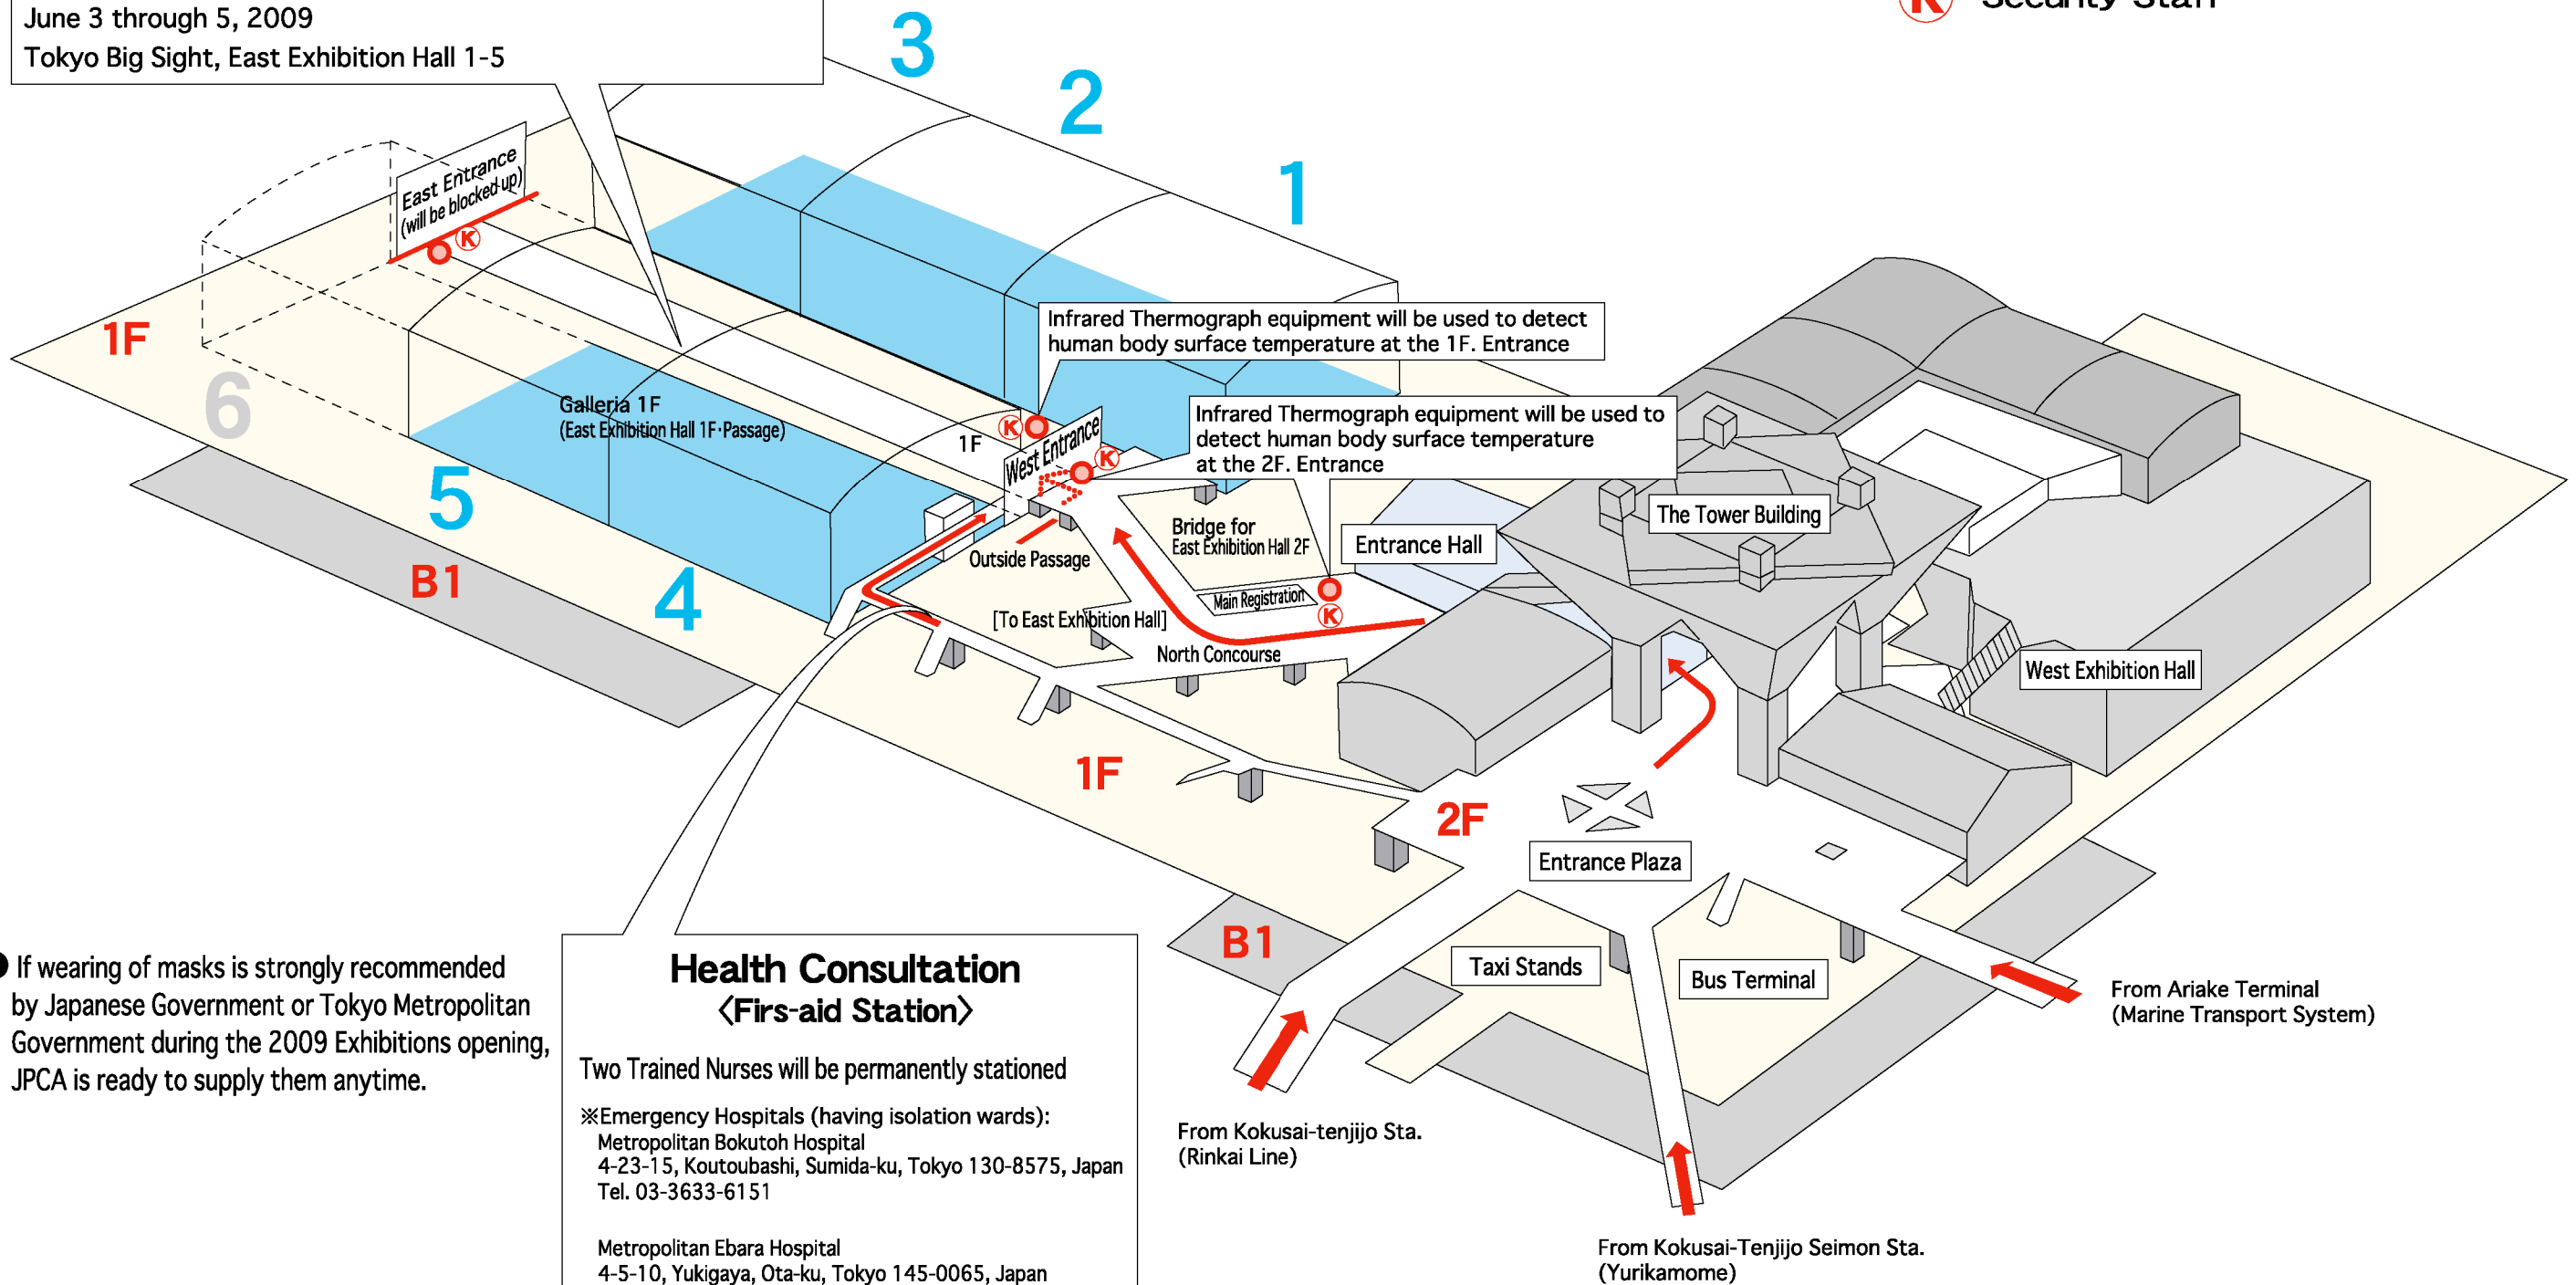 June 3 through 5, 2009
Tokyo Big Sight, East Exhibition Hall 1-5
Ⓚ Security Staff
3
2
1
East Entrance
(will be blocked up)
Ⓚ
1F
6
5
B1
4
Galleria 1F
(East Exhibition Hall 1F·Passage)
1F
Infrared Thermograph equipment will be used to detect
human body surface temperature at the 1F. Entrance
Ⓚ
West Entrance
Ⓚ
Infrared Thermograph equipment will be used to
detect human body surface temperature
at the 2F. Entrance
Outside Passage
Bridge for
East Exhibition Hall 2F
Entrance Hall
The Tower Building
Main Registration
Ⓚ
[To East Exhibition Hall]
North Concourse
West Exhibition Hall
1F
2F
Entrance Plaza
B1
Taxi Stands
Bus Terminal
From Ariake Terminal
(Marine Transport System)
From Kokusai-tenjijo Sta.
(Rinkai Line)
From Kokusai-Tenjijo Seimon Sta.
(Yurikamome)
● If wearing of masks is strongly recommended
by Japanese Government or Tokyo Metropolitan
Government during the 2009 Exhibitions opening,
JPCA is ready to supply them anytime.
Health Consultation
〈Firs-aid Station〉
Two Trained Nurses will be permanently stationed
※Emergency Hospitals (having isolation wards):
Metropolitan Bokutoh Hospital
4-23-15, Koutoubashi, Sumida-ku, Tokyo 130-8575, Japan
Tel. 03-3633-6151
Metropolitan Ebara Hospital
4-5-10, Yukigaya, Ota-ku, Tokyo 145-0065, Japan